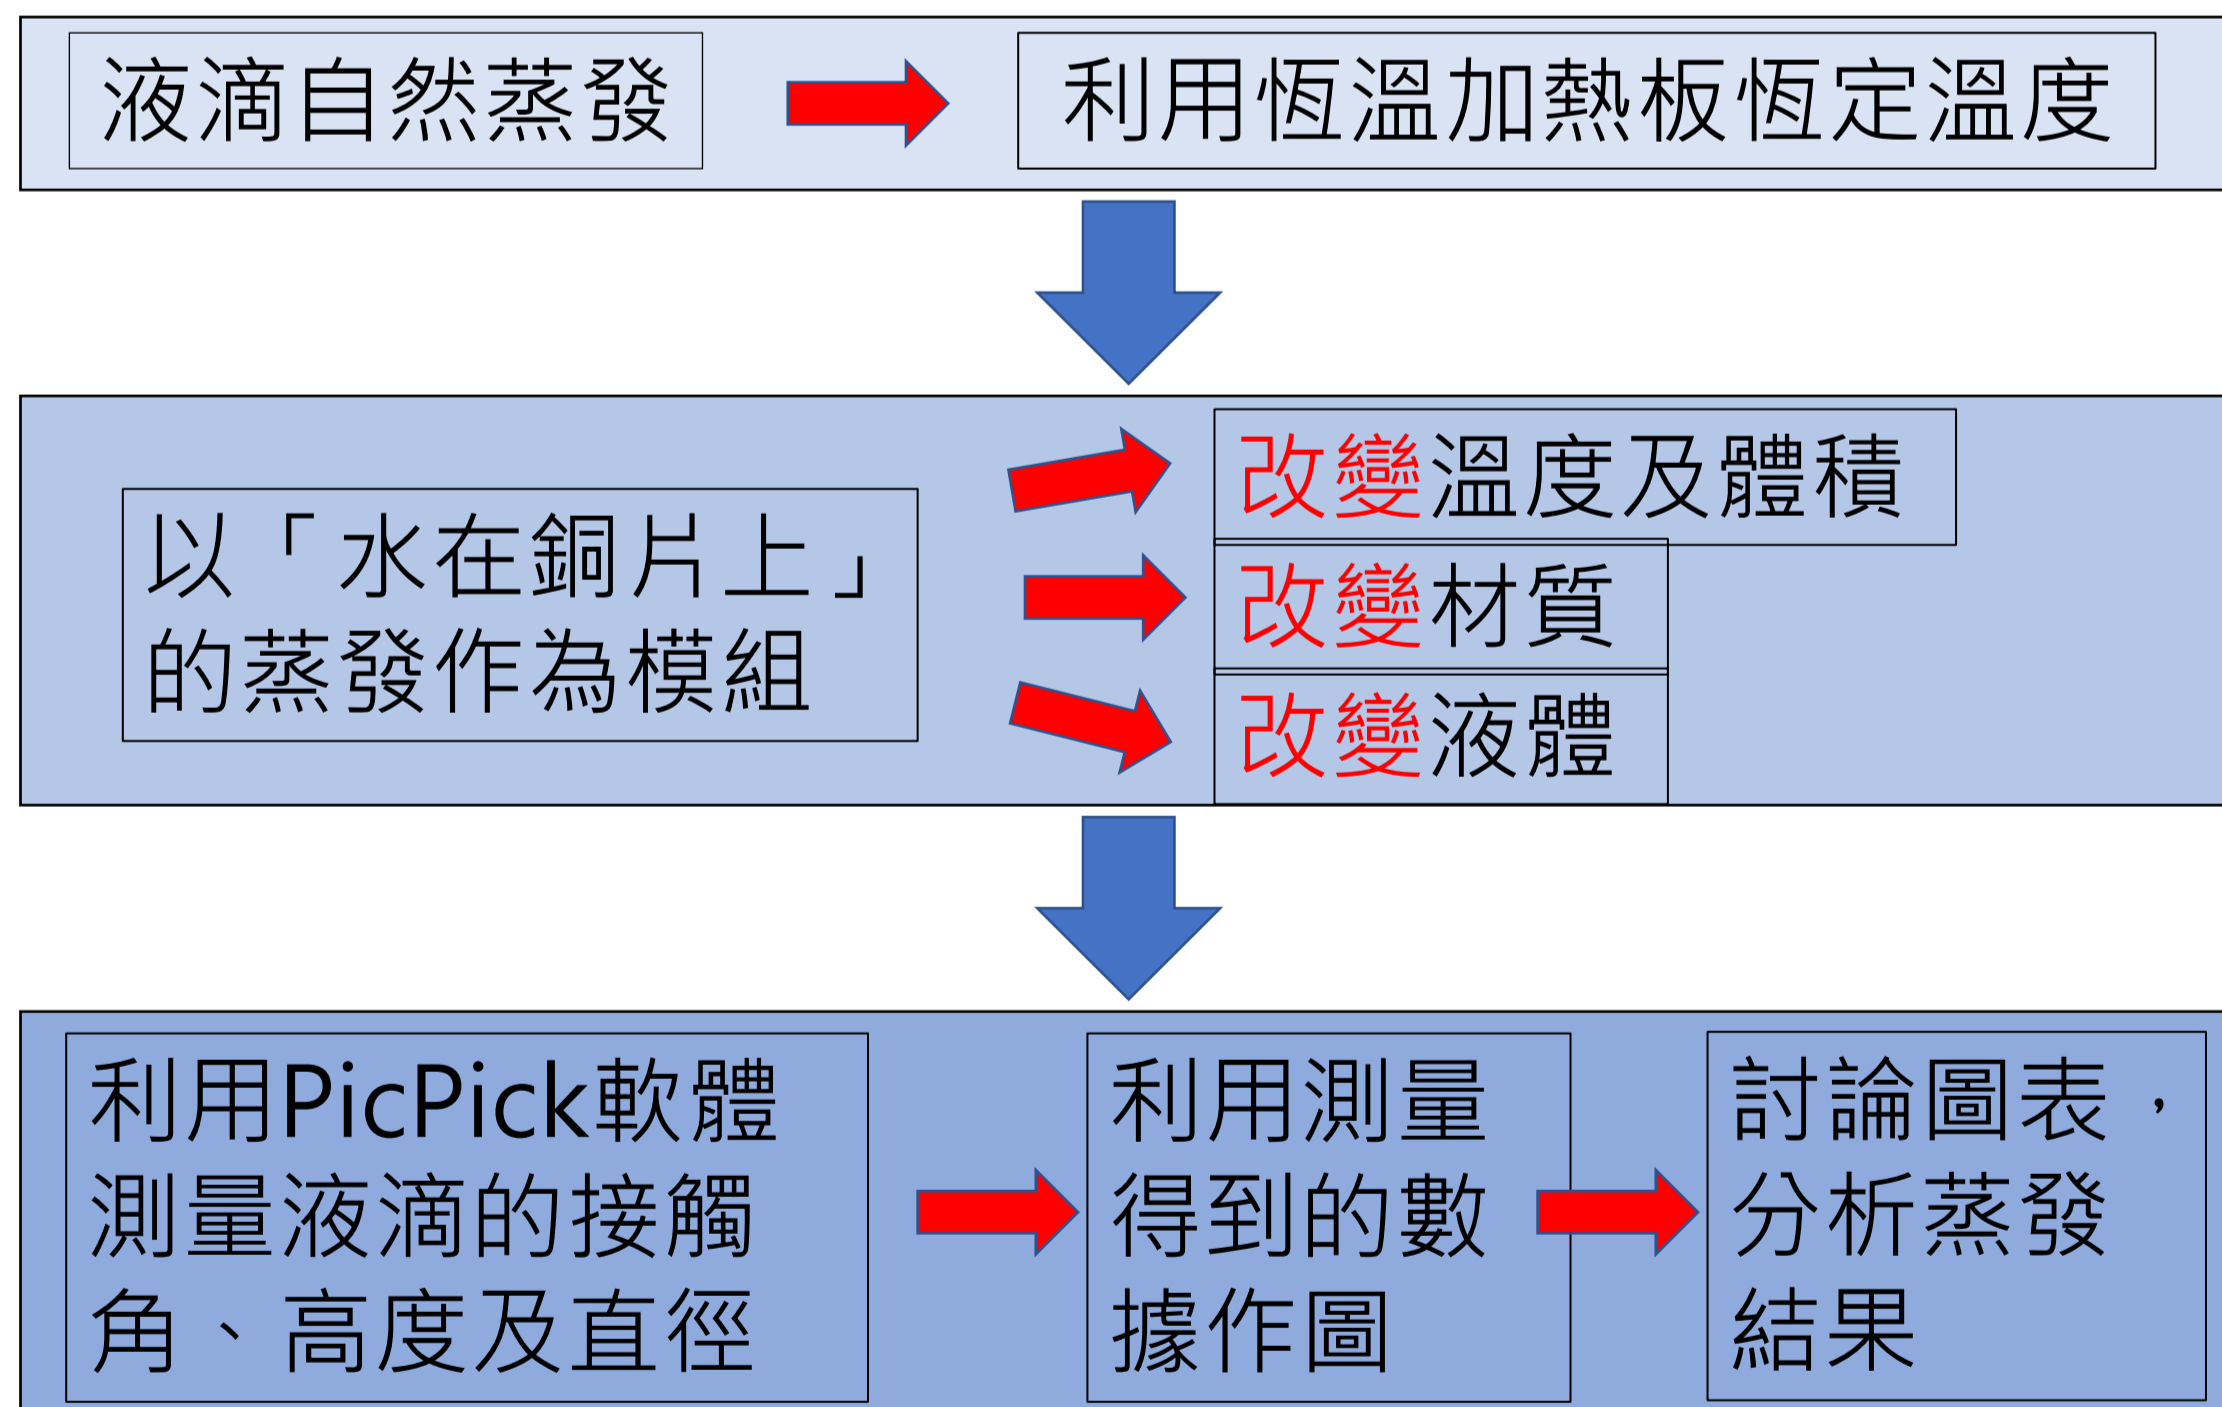 液滴自然蒸發
利用恆溫加熱板恆定溫度
以「水在銅片上」
的蒸發作為模組
改變溫度及體積
改變材質
改變液體
利用PicPick軟體
測量液滴的接觸
角、高度及直徑
利用測量
得到的數
據作圖
討論圖表，
分析蒸發
結果